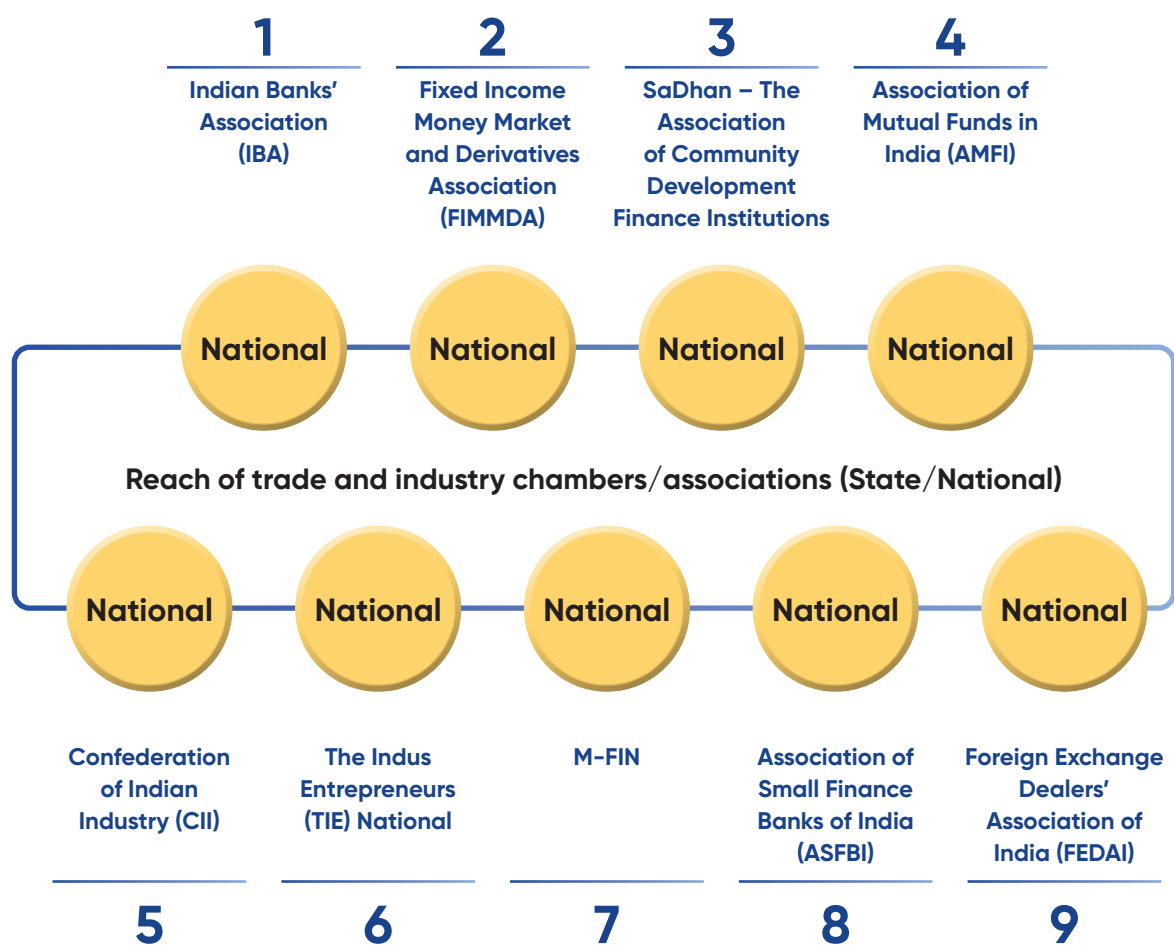 1
Indian Banks'
Association
(IBA)
2
Fixed Income
Money Market
and Derivatives
Association
(FIMMDA)
3
SaDhan – The
Association
of Community
Development
Finance Institutions
4
Association of
Mutual Funds in
India (AMFI)
National
National
National
National
Reach of trade and industry chambers/associations (State/National)
National
National
National
National
National
Confederation
of Indian
Industry (CII)
5
The Indus
Entrepreneurs
(TIE) National
6
M-FIN
7
Association of
Small Finance
Banks of India
(ASFBI)
8
Foreign Exchange
Dealers'
Association of
India (FEDAI)
9